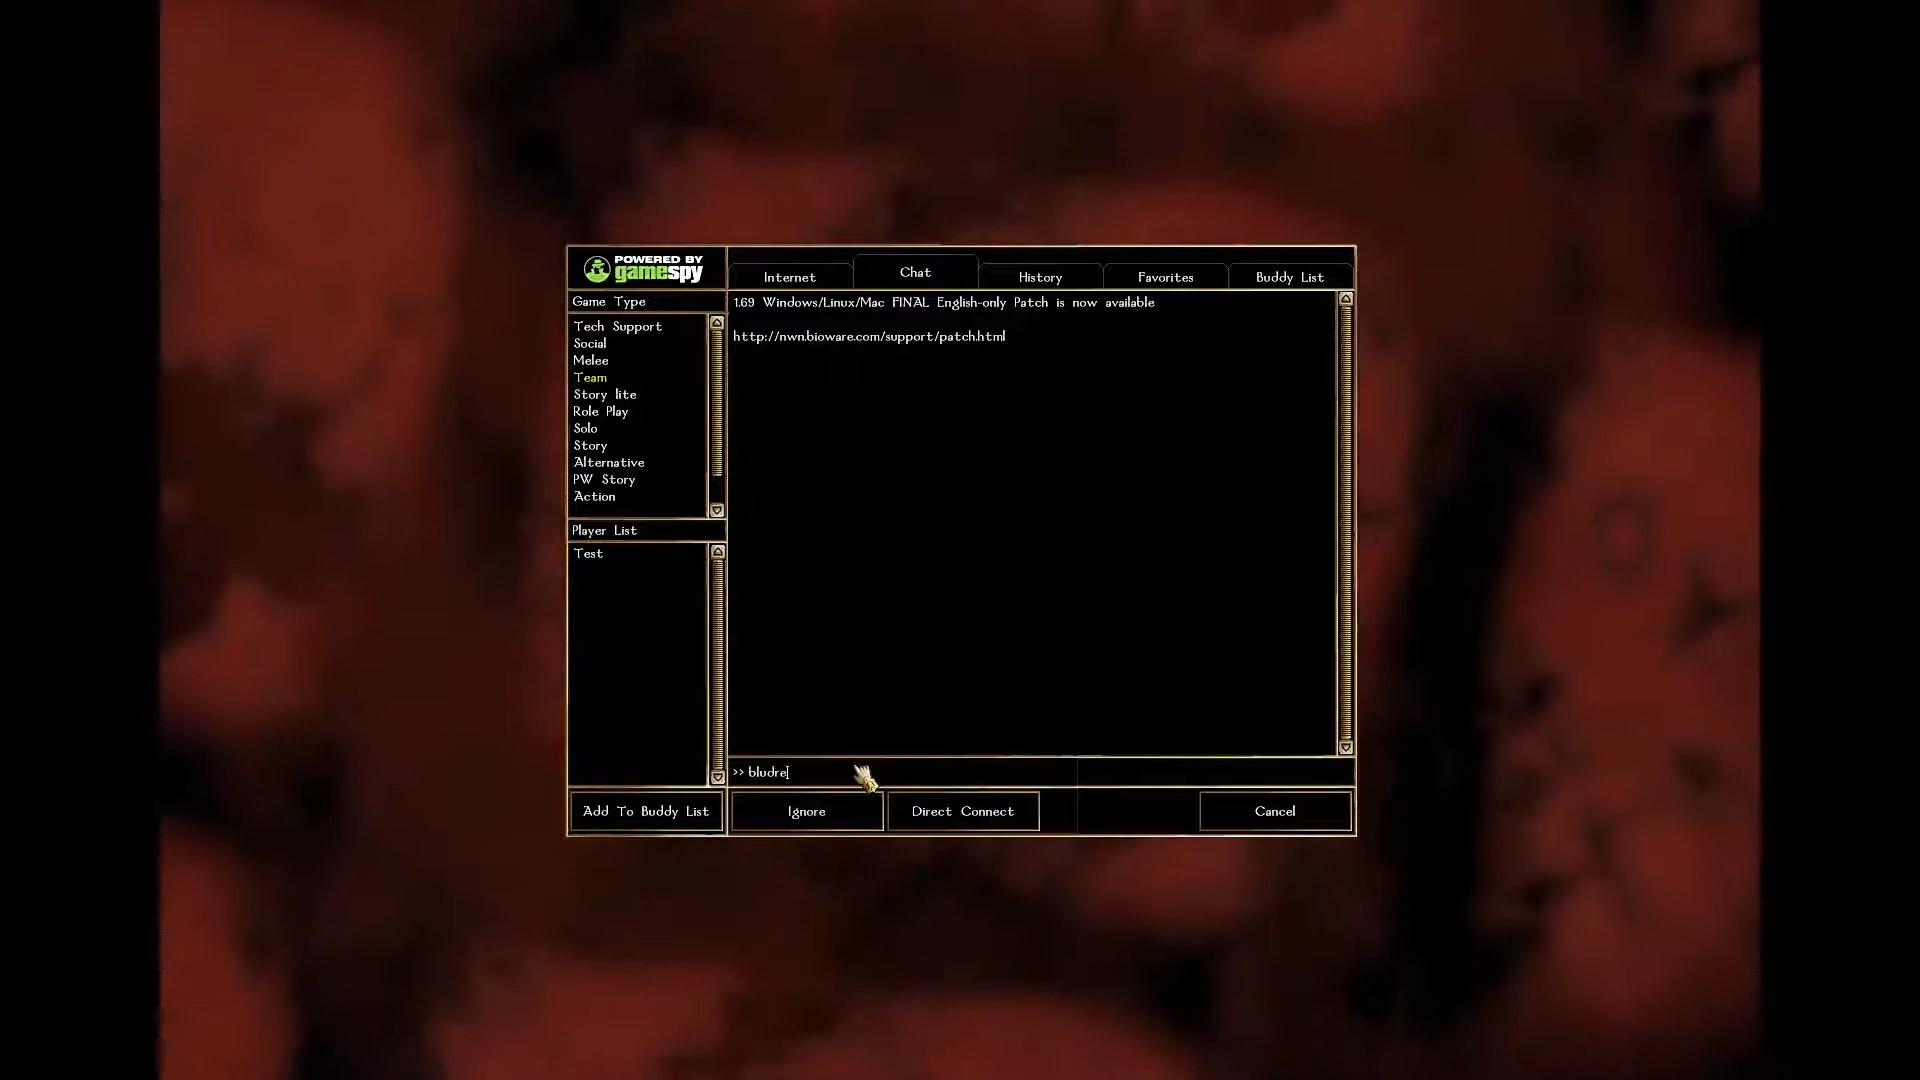 POWERED BY
gamespy
Internet
Chat
History
Favorites
Buddy List
Game Type
Tech Support
Social
Melee
Team
Story lite
Role Play
Solo
Story
Alternative
PW Story
Action
Player List
Test
1.69 Windows/Linux/Mac FINAL English-only Patch is now available
http://nwn.bioware.com/support/patch.html
>> bludre
Add To Buddy List
Ignore
Direct Connect
Cancel